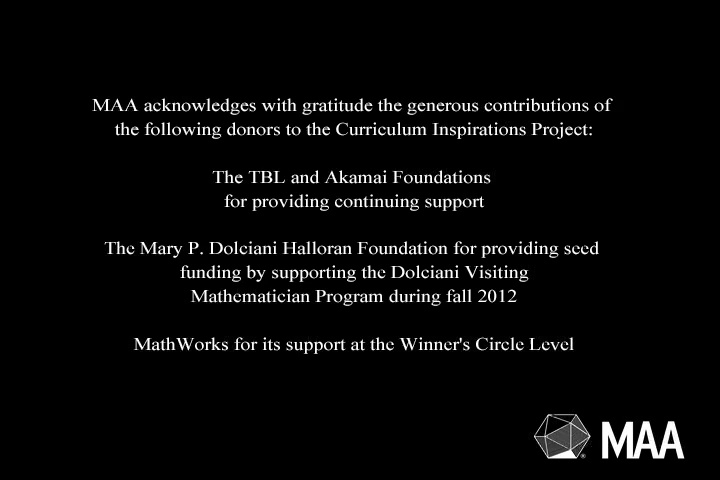 MAA acknowledges with gratitude the generous contributions of
the following donors to the Curriculum Inspirations Project:
The TBL and Akamai Foundations
for providing continuing support
The Mary P. Dolciani Halloran Foundation for providing seed
funding by supporting the Dolciani Visiting
Mathematician Program during fall 2012
MathWorks for its support at the Winner's Circle Level
MAA